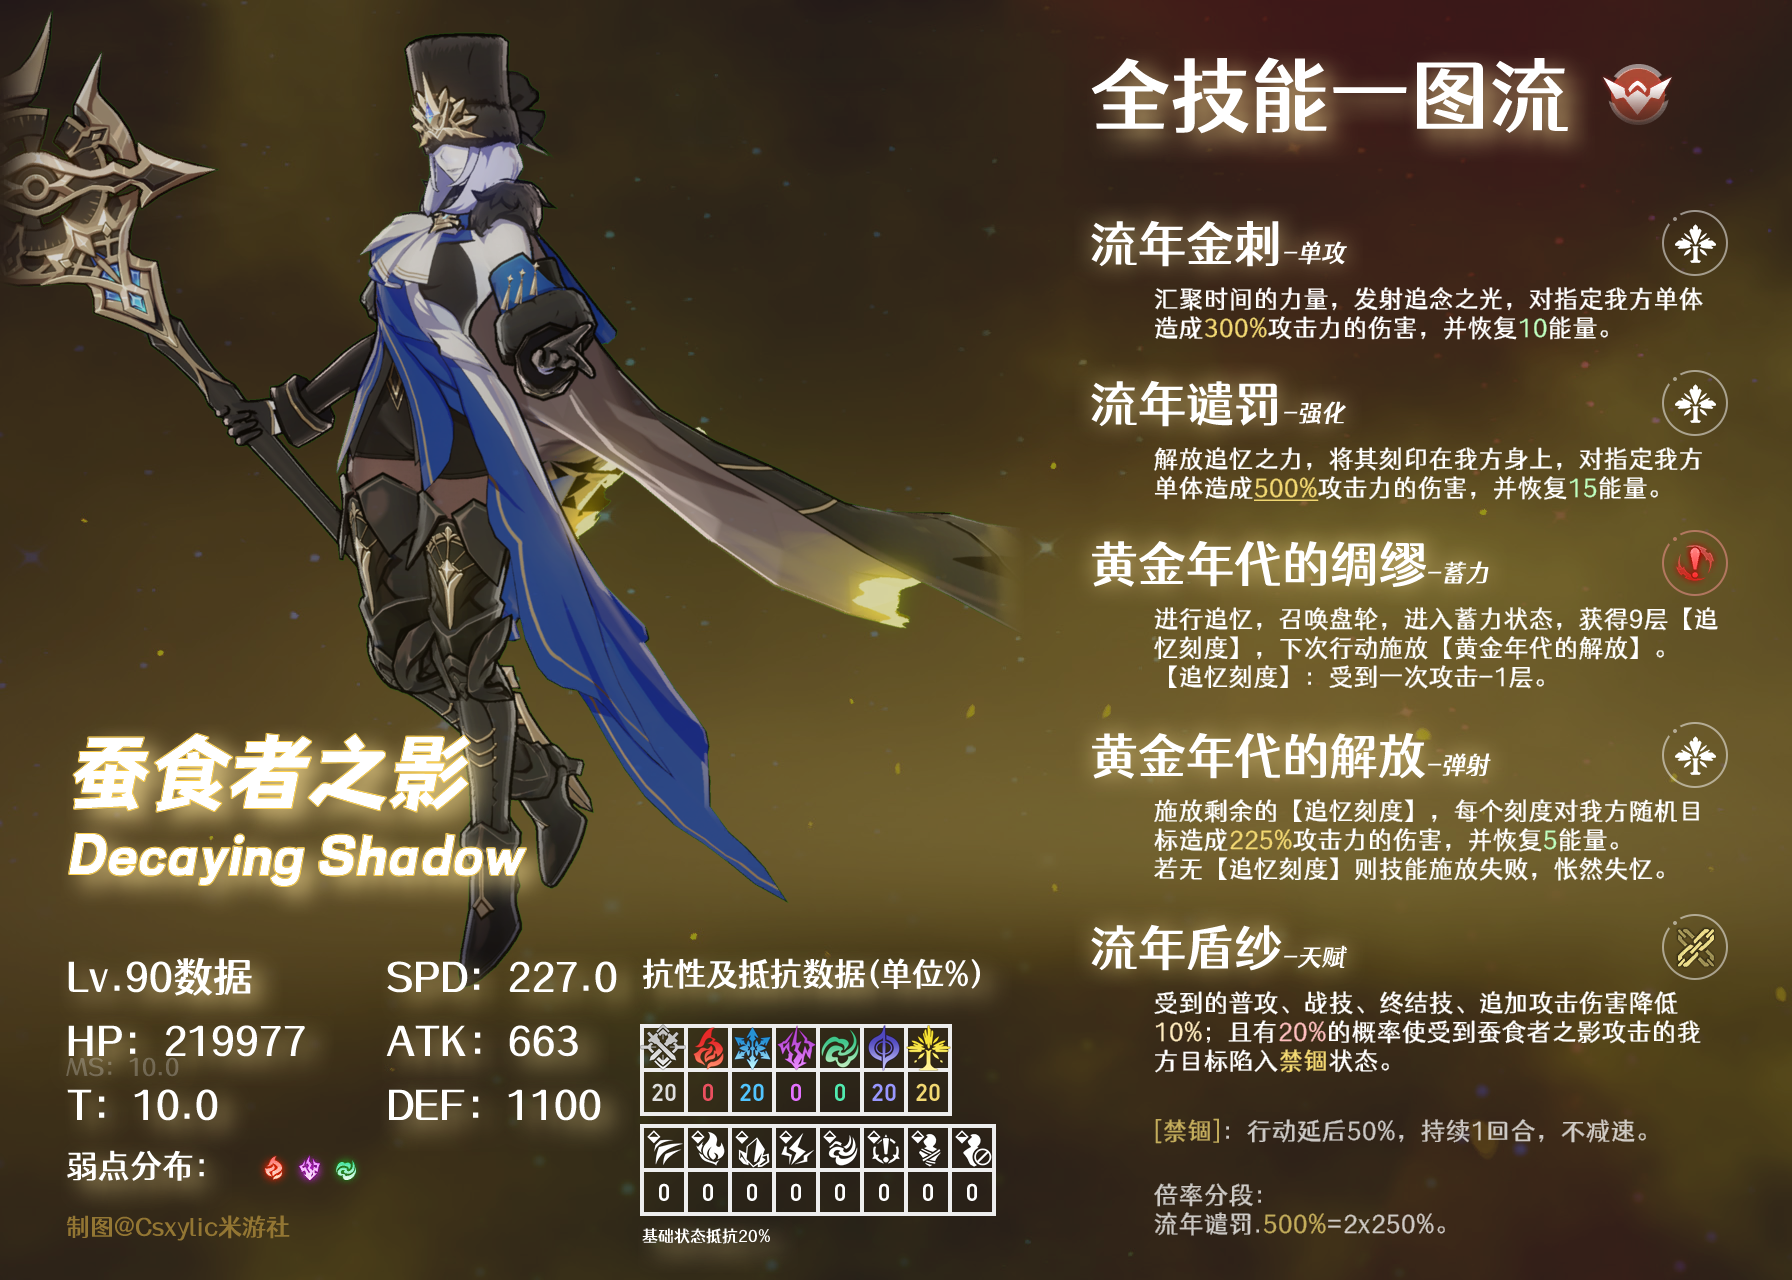 全技能一图流
流年金刺-单攻
汇聚时间的力量，发射追念之光，对指定我方单体
造成300%攻击力的伤害，并恢复10能量。
流年谴罚-强化
解放追忆之力，将其刻印在我方身上，对指定我方
单体造成500%攻击力的伤害，并恢复15能量。
黄金年代的绸缪-蓄力
进行追忆，召唤盘轮，进入蓄力状态，获得9层【追
忆刻度】，下次行动施放【黄金年代的解放】。
【追忆刻度】：受到一次攻击-1层。
黄金年代的解放-弹射
施放剩余的【追忆刻度】，每个刻度对我方随机目
标造成225%攻击力的伤害，并恢复5能量。
若无【追忆刻度】则技能施放失败，怅然失忆。
流年盾纱-天赋
受到的普攻、战技、终结技、追加攻击伤害降低
10%；且有20%的概率使受到蚕食者之影攻击的我
方目标陷入禁锢状态。
[禁锢]：行动延后50%，持续1回合，不减速。
倍率分段：
流年谴罚.500%=2x250%。
蚕食者之影
Decaying Shadow
Lv.90数据
SPD：227.0
HP：219977
ATK：663
MS：10.0
T：10.0
DEF：1100
弱点分布：
制图@Csxylic米游社
抗性及抵抗数据(单位%)
20 0 20 0 0 20 20
0 0 0 0 0 0 0 0
基础状态抵抗20%